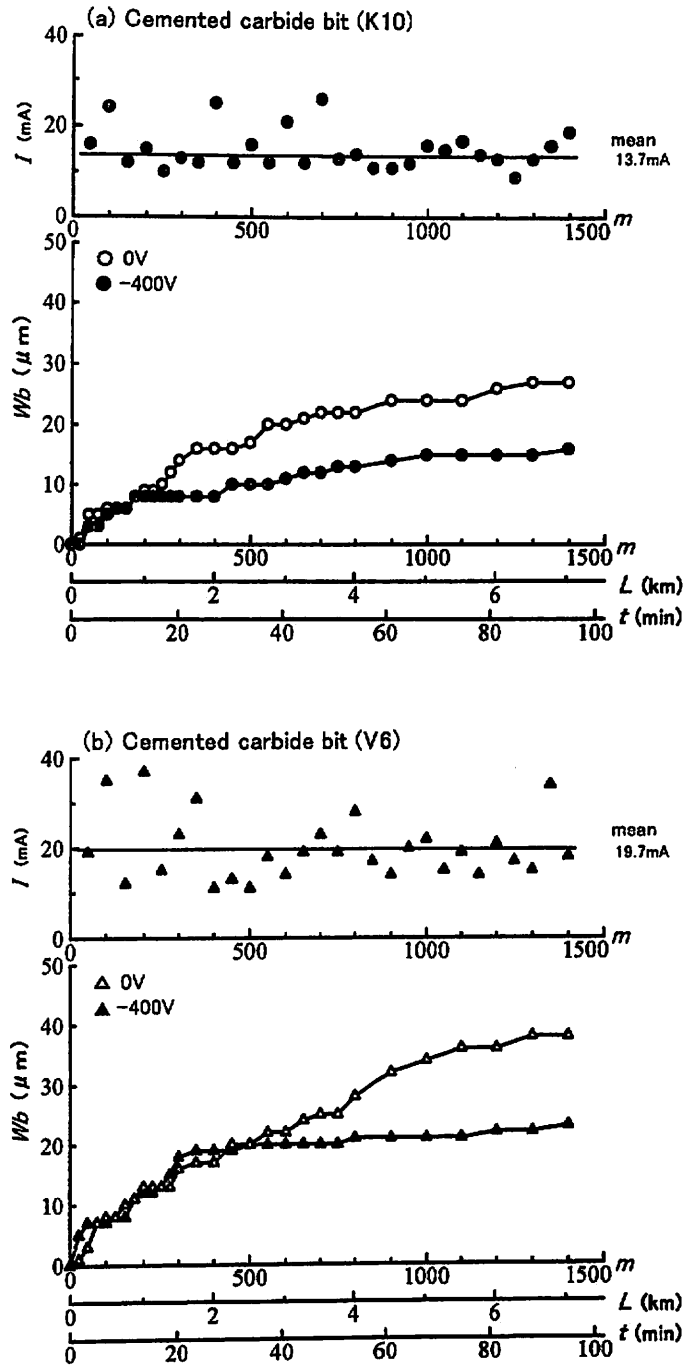 (a) Cemented carbide bit (K10)
40
20
0
I (mA)
mean
13.7mA
500 1000 1500 m
50
40
30
20
10
0
Wb (μm)
0V
-400V
0 500 1000 1500 m
0 2 4 6 L (km)
0 20 40 60 80 100 t (min)
(b) Cemented carbide bit (V6)
40
20
0
I (mA)
mean
19.7mA
0 500 1000 1500 m
50
40
30
20
10
0
Wb (μm)
0V
-400V
0 500 1000 1500 m
0 2 4 6 L (km)
0 20 40 60 80 100 t (min)